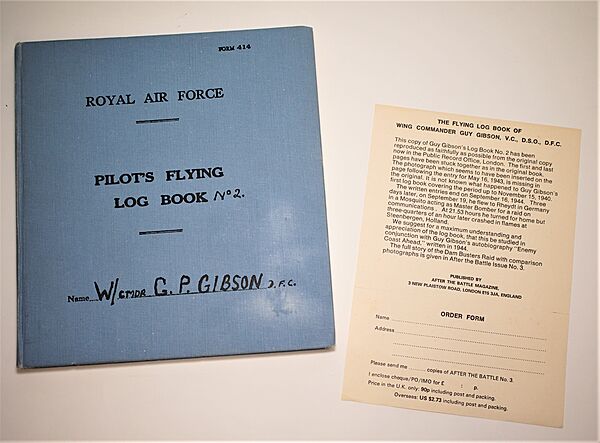 FORM 414
ROYAL AIR FORCE
PILOT'S FLYING
LOG BOOK Nº2.
Name W/CMDR G. P. GIBSON D.F.C.
THE FLYING LOG BOOK OF
WING COMMANDER GUY GIBSON, V.C., D.S.O., D.F.C.
This copy of Guy Gibson's Log Book No. 2 has been
reproduced as faithfully as possible from the original copy
now in the Public Record Office, London. The first and last
pages have been stuck together as in the original book.
The photograph which seems to have been inserted on the
page following the entry for May 16, 1943, is missing in
the original. It is not known what happened to Guy Gibson's
first log book covering the period up to November 15, 1940.
The written entries end on September 16, 1944. Three
days later, on September 19, he flew to Rheydt in Germany
in a Mosquito acting as Master Bomber for a raid on
communications. At 21.53 hours he turned for home but
three-quarters of an hour later crashed in flames at
Steenbergen, Holland.
We suggest for a maximum understanding and
appreciation of the log book, that this be studied in
conjunction with Guy Gibson's autobiography "Enemy
Coast Ahead," written in 1944.
The full story of the Dam Busters Raid with comparison
photographs is given in After the Battle Issue No. 3.
PUBLISHED BY
AFTER THE BATTLE MAGAZINE,
3 NEW PLAISTOW ROAD, LONDON E15 3JA, ENGLAND
ORDER FORM
Name
Address
Please send me copies of AFTER THE BATTLE No. 3.
I enclose cheque/PO/IMO for £ : p.
Price in the U.K. only: 90p including post and packing.
Overseas: US $2.73 including post and packing.